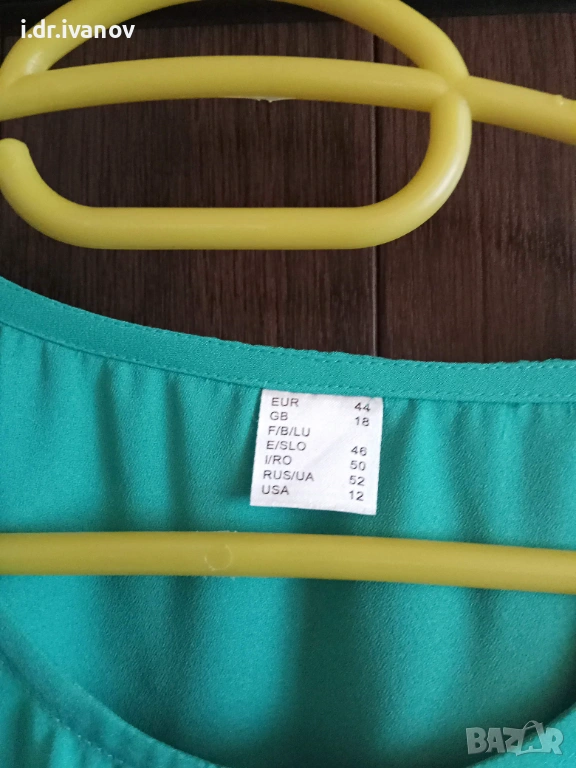 i.dr.ivanov
EUR 44
GB 18
F/B/LU
E/SLO 46
I/RO 50
RUS/UA 52
USA 12
BAZAR